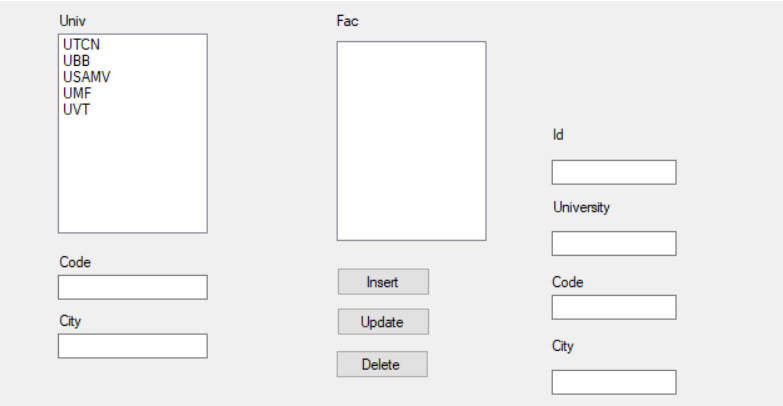 Univ
UTCN
UBB
USAMV
UMF
UVT
Code
City
Fac
Insert
Update
Delete
Id
University
Code
City